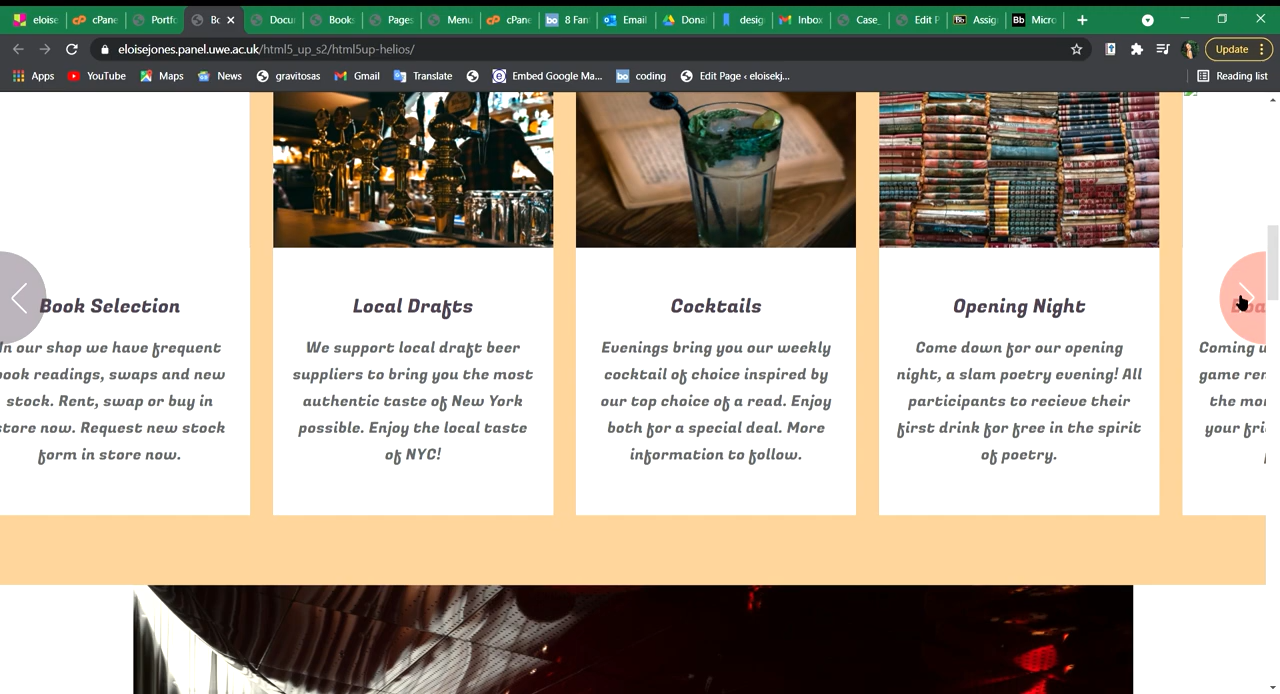 eloise
cPane
Portfo
Bo
Docur
Books
Pages
Menu
cPane
8 Fan
Email
Dona
desig
Inbox
Case_
Edit P
Assig
Micro
eloisejones.panel.uwe.ac.uk/html5_up_s2/html5up-helios/
Update
Apps
YouTube
Maps
News
gravitosas
Gmail
Translate
Embed Google Ma...
coding
Edit Page ‹ eloisekj...
Reading list
Book Selection
In our shop we have frequent
book readings, swaps and new
stock. Rent, swap or buy in
store now. Request new stock
form in store now.
Local Drafts
We support local draft beer
suppliers to bring you the most
authentic taste of New York
possible. Enjoy the local taste
of NYC!
Cocktails
Evenings bring you our weekly
cocktail of choice inspired by
our top choice of a read. Enjoy
both for a special deal. More
information to follow.
Opening Night
Come down for our opening
night, a slam poetry evening! All
participants to recieve their
first drink for free in the spirit
of poetry.
Coming u
game ren
the mo
your fri